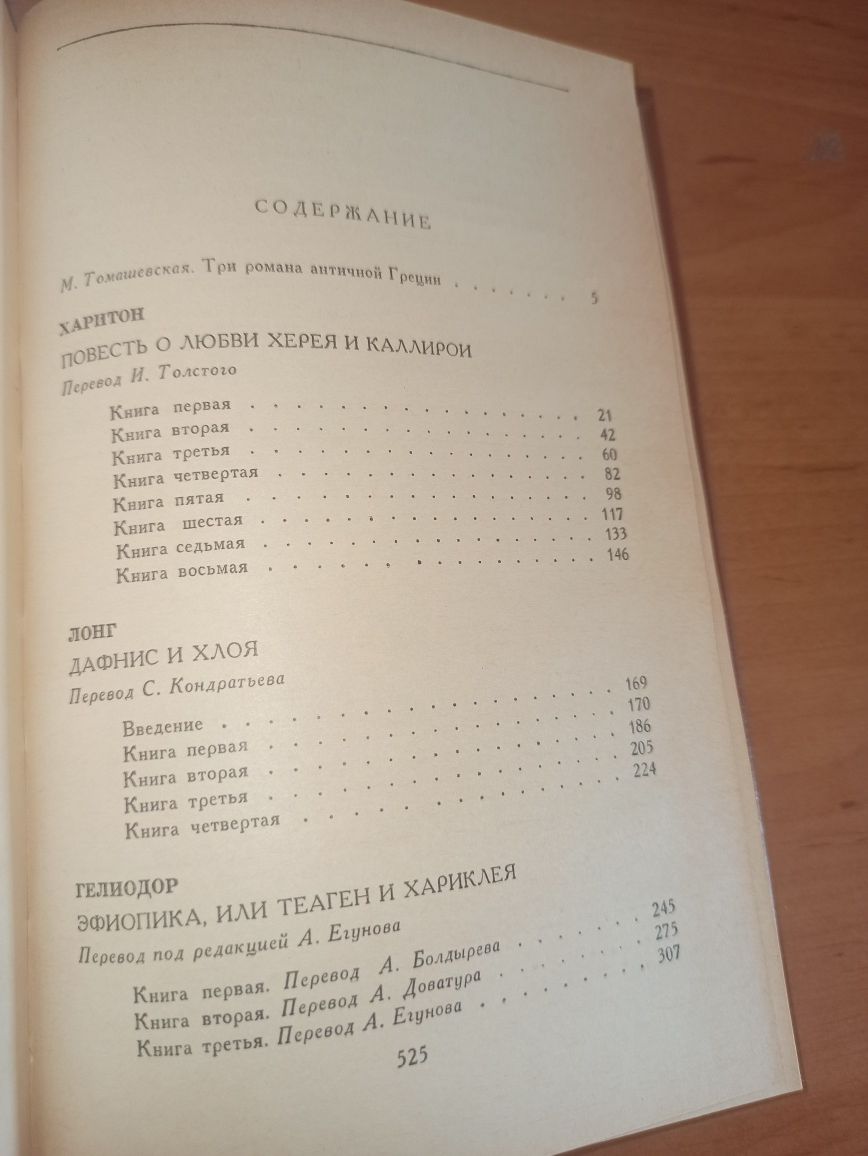 СОДЕРЖАНИЕ
М. Томашевская. Три романа античной Греции . . . . . . . 5
ХАРИТОН
ПОВЕСТЬ О ЛЮБВИ ХЕРЕЯ И КАЛЛИРОИ
Перевод И. Толстого
Книга первая . . . . . . . . . . . . . . . 21
Книга вторая . . . . . . . . . . . . . . . 42
Книга третья . . . . . . . . . . . . . . . 60
Книга четвертая . . . . . . . . . . . . . . 82
Книга пятая . . . . . . . . . . . . . . . 98
Книга шестая . . . . . . . . . . . . . . . 117
Книга седьмая . . . . . . . . . . . . . . . 133
Книга восьмая . . . . . . . . . . . . . . . 146
ЛОНГ
ДАФНИС И ХЛОЯ
Перевод С. Кондратьева
Введение . . . . . . . . . . . . . . . . . 169
Книга первая . . . . . . . . . . . . . . . 170
Книга вторая . . . . . . . . . . . . . . . 186
Книга третья . . . . . . . . . . . . . . . 205
Книга четвертая . . . . . . . . . . . . . . 224
ГЕЛИОДОР
ЭФИОПИКА, ИЛИ ТЕАГЕН И ХАРИКЛЕЯ
Перевод под редакцией А. Егунова
Книга первая. Перевод А. Болдырева . . . . . . 245
Книга вторая. Перевод А. Доватура . . . . . . . 275
Книга третья. Перевод А. Егунова . . . . . . . . 307
525